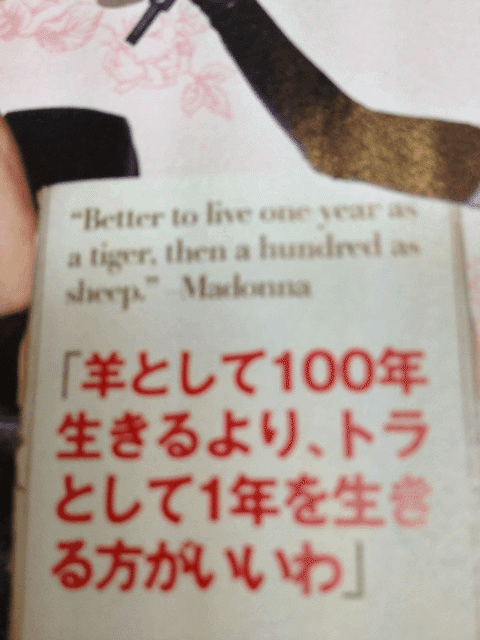 "Better to live one year as
a tiger, then a hundred as
sheep." Madonna
「羊として100年
生きるより、トラ
として1年を生き
る方がいいわ」